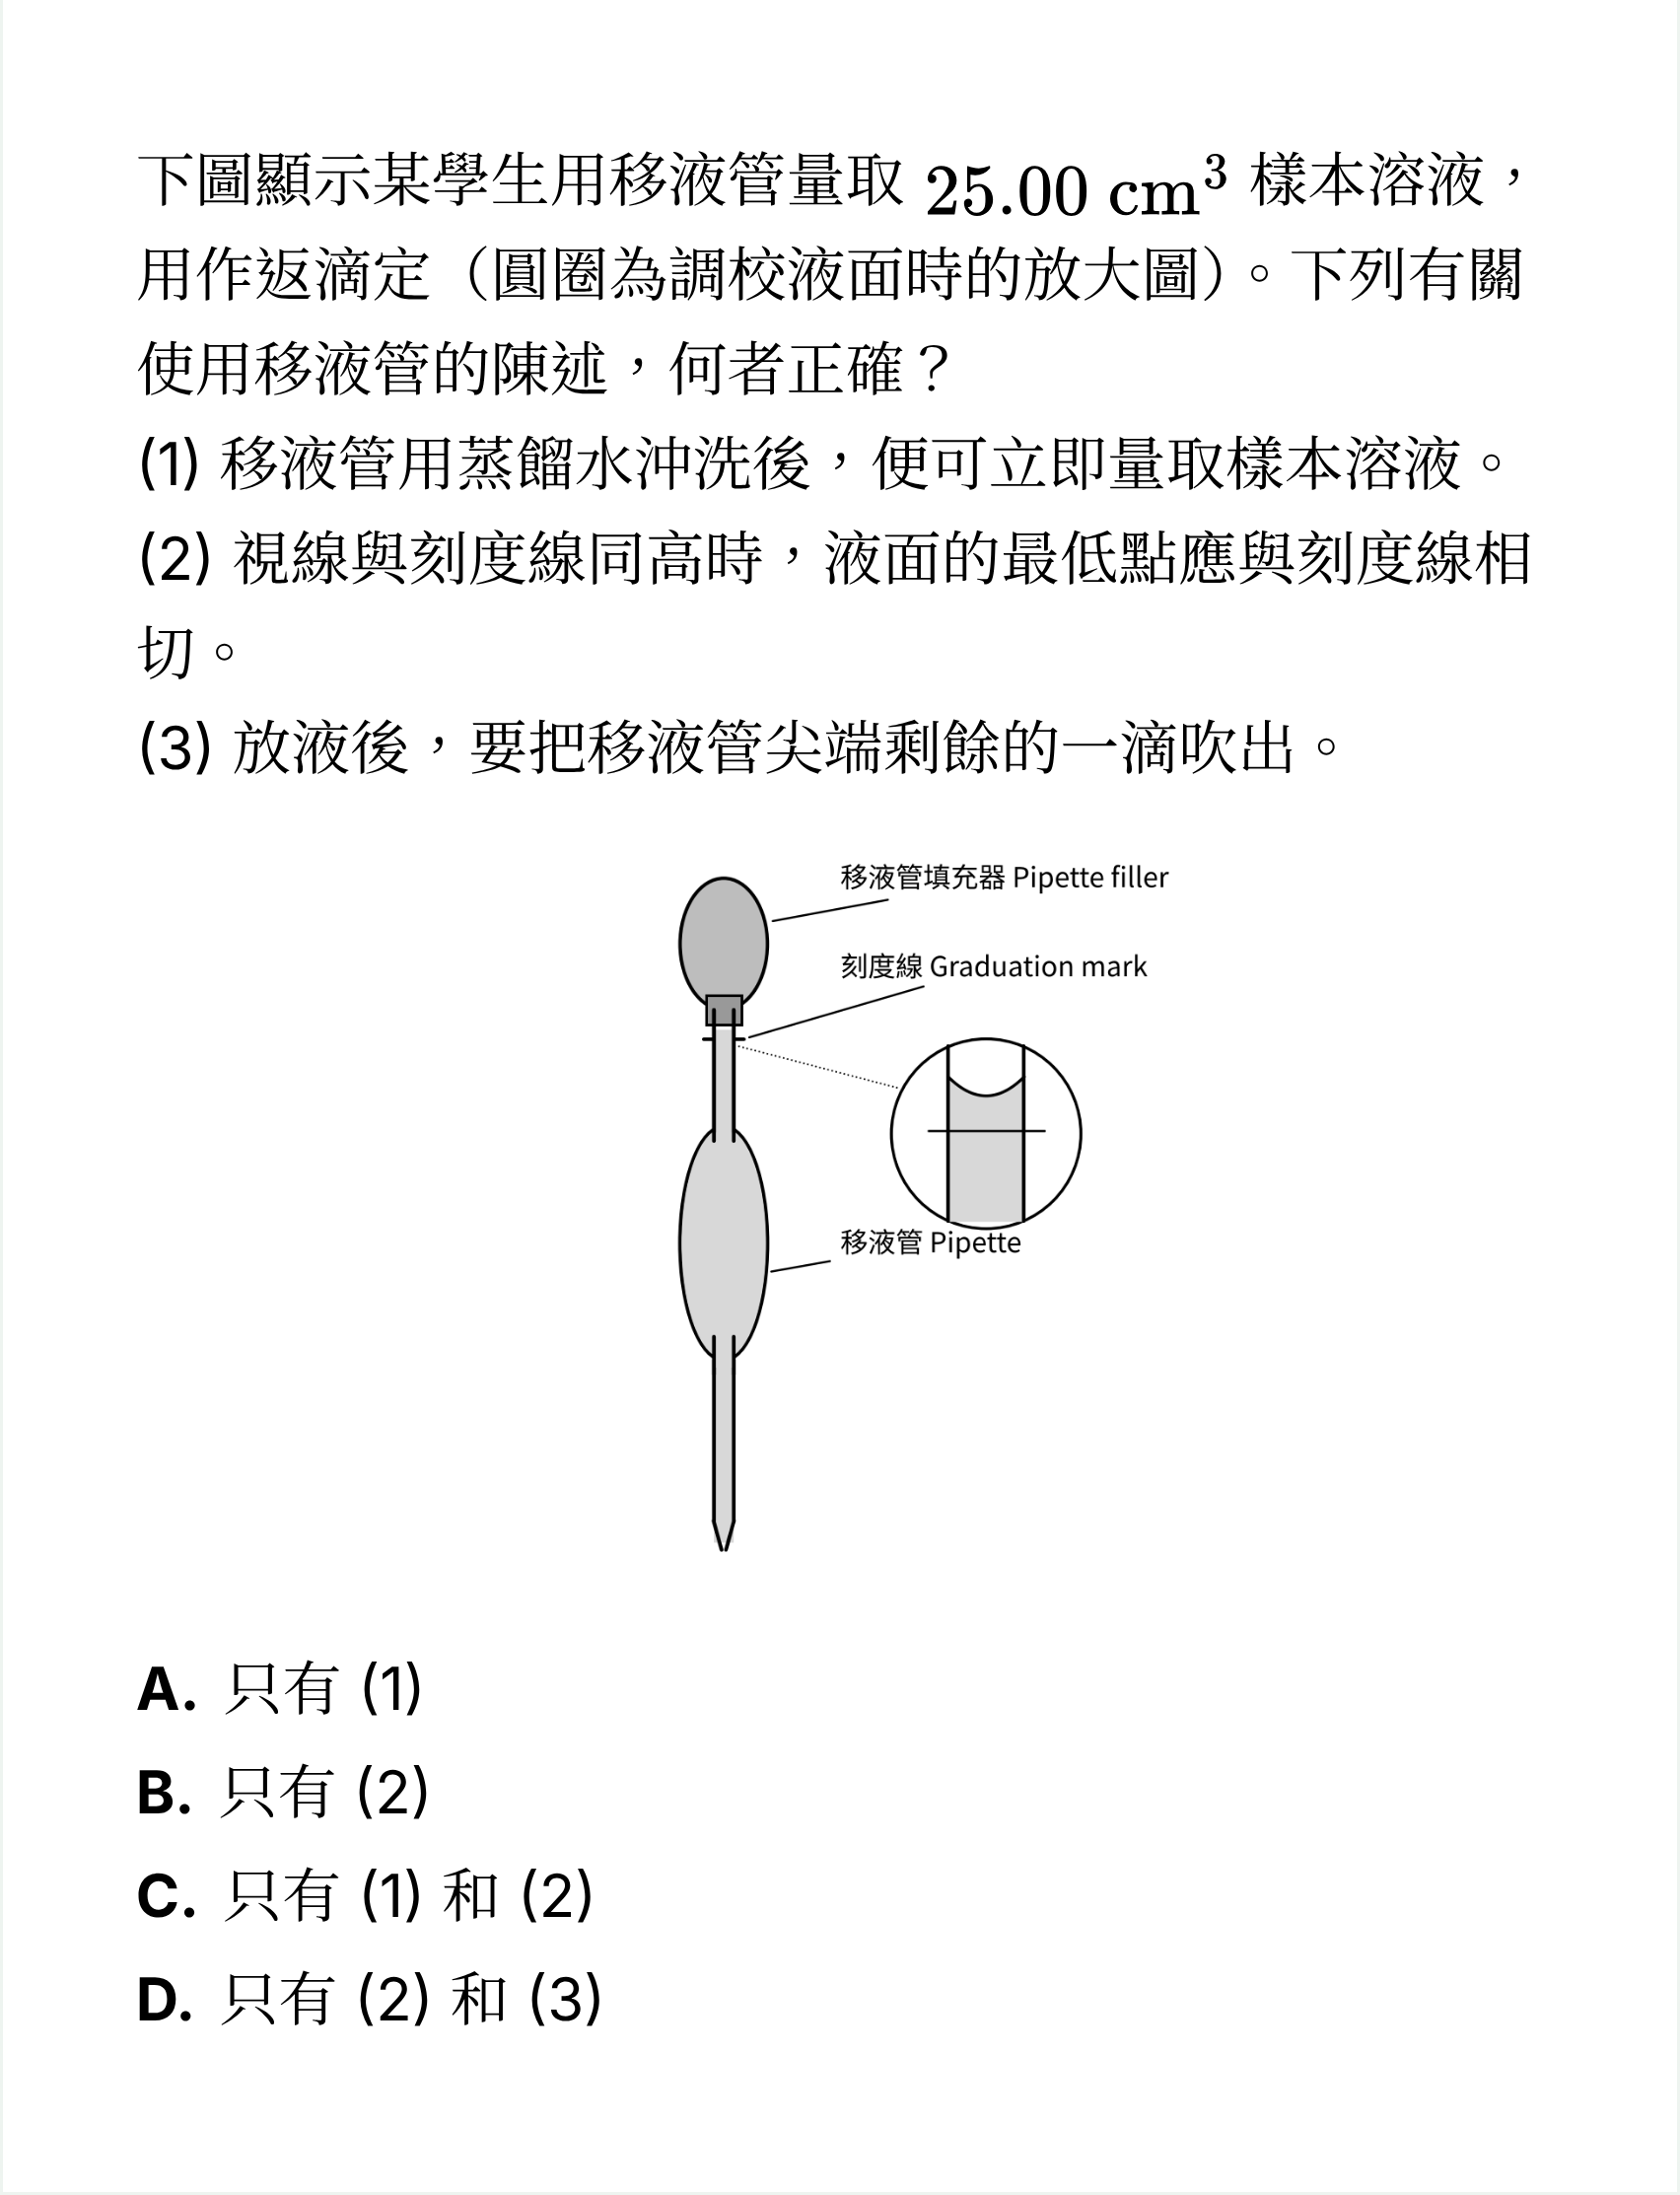 下圖顯示某學生用移液管量取 25.00 cm³ 樣本溶液，
用作返滴定（圓圈為調校液面時的放大圖）。下列有關
使用移液管的陳述，何者正確？
(1) 移液管用蒸餾水沖洗後，便可立即量取樣本溶液。
(2) 視線與刻度線同高時，液面的最低點應與刻度線相
切。
(3) 放液後，要把移液管尖端剩餘的一滴吹出。
移液管填充器 Pipette filler
刻度線 Graduation mark
移液管 Pipette
A. 只有 (1)
B. 只有 (2)
C. 只有 (1) 和 (2)
D. 只有 (2) 和 (3)